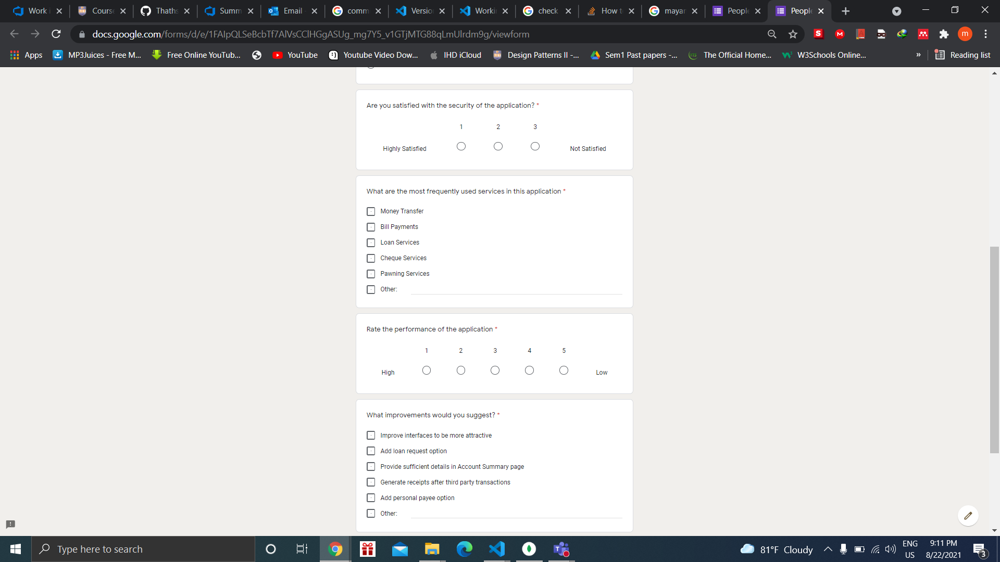 Work i
Course
Thaths
Summ
Email -
comm
Versio
Workin
check
How t
mayar
People
People
docs.google.com/forms/d/e/1FAIpQLSeBcbTf7AlVsCClHGgASUg_mg7Y5_v1GTjMTG88qLmUlrdm9g/viewform
Apps
MP3Juices - Free M...
Free Online YouTub...
YouTube
Youtube Video Dow...
IHD iCloud
Design Patterns II -...
Sem1 Past papers -...
The Official Home...
W3Schools Online...
»
Reading list
Are you satisfied with the security of the application? *
1 2 3
Highly Satisfied Not Satisfied
What are the most frequently used services in this application *
Money Transfer
Bill Payments
Loan Services
Cheque Services
Pawning Services
Other:
Rate the performance of the application *
1 2 3 4 5
High Low
What improvements would you suggest? *
Improve interfaces to be more attractive
Add loan request option
Provide sufficient details in Account Summary page
Generate receipts after third party transactions
Add personal payee option
Other:
Type here to search
81°F Cloudy
ENG
US
9:11 PM
8/22/2021
3